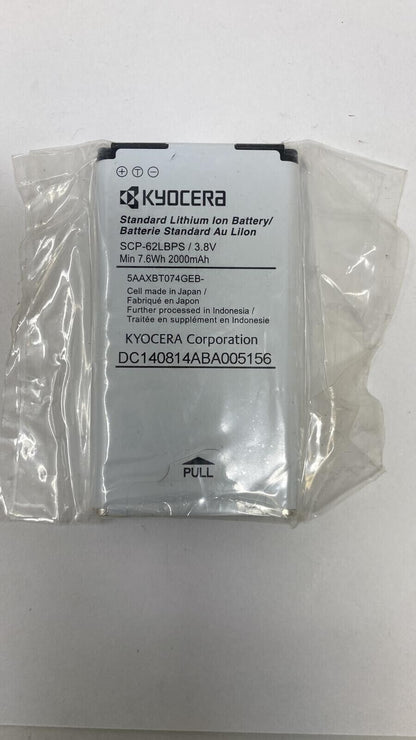 + T -
KYOCERA
Standard Lithium Ion Battery/
Batterie Standard Au LiIon
SCP-62LBPS / 3.8V
Min 7.6Wh 2000mAh
5AAXBT074GEB-
Cell made in Japan /
Fabriqué en Japon
Further processed in Indonesia /
Traitée en supplément en Indonesie
KYOCERA Corporation
DC140814ABA005156
PULL